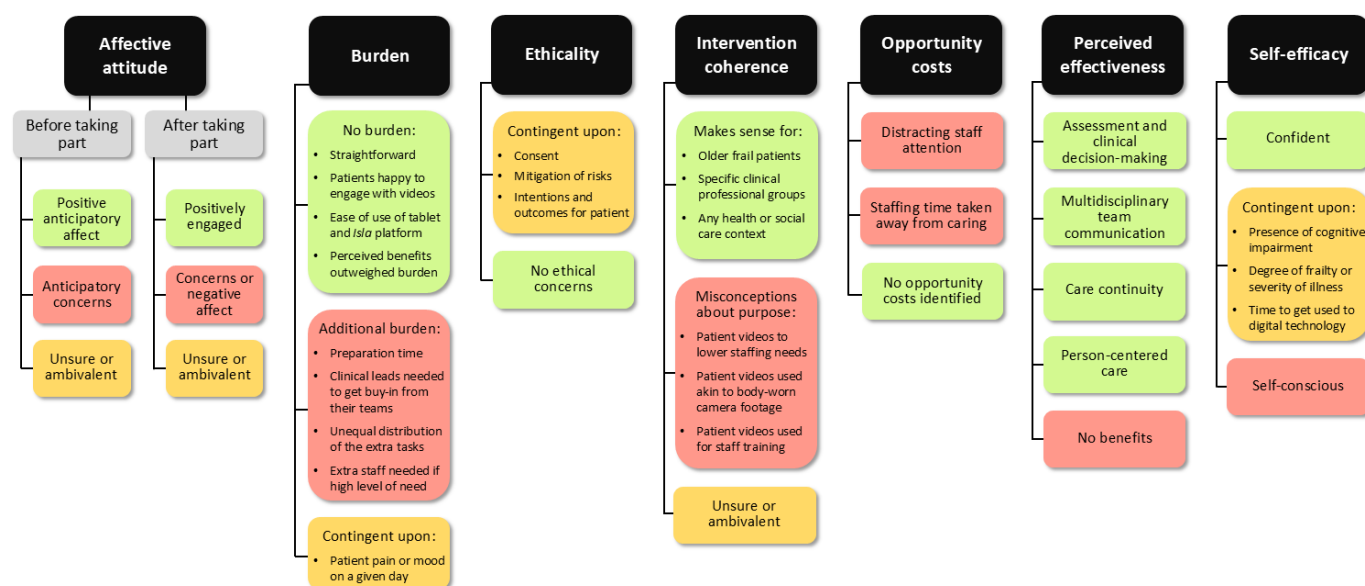 Affective
attitude
Before taking
part
After taking
part
Positive
anticipatory
affect
Anticipatory
concerns
Unsure or
ambivalent
Positively
engaged
Concerns or
negative
affect
Unsure or
ambivalent
Burden
No burden:
• Straightforward
• Patients happy to
engage with videos
• Ease of use of tablet
and Isla platform
• Perceived benefits
outweighed burden
Additional burden:
• Preparation time
• Clinical leads needed
to get buy-in from
their teams
• Unequal distribution
of the extra tasks
• Extra staff needed if
high level of need
Contingent upon:
• Patient pain or mood
on a given day
Ethicality
Contingent upon:
• Consent
• Mitigation of risks
• Intentions and
outcomes for patient
No ethical
concerns
Intervention
coherence
Makes sense for:
• Older frail patients
• Specific clinical
professional groups
• Any health or social
care context
Misconceptions
about purpose:
• Patient videos to
lower staffing needs
• Patient videos used
akin to body-worn
camera footage
• Patient videos used
for staff training
Unsure or
ambivalent
Opportunity
costs
Distracting staff
attention
Staffing time taken
away from caring
No opportunity
costs identified
Perceived
effectiveness
Assessment and
clinical
decision-making
Multidisciplinary
team
communication
Care continuity
Person-centered
care
No benefits
Self-efficacy
Confident
Contingent upon:
• Presence of cognitive
impairment
• Degree of frailty or
severity of illness
• Time to get used to
digital technology
Self-conscious